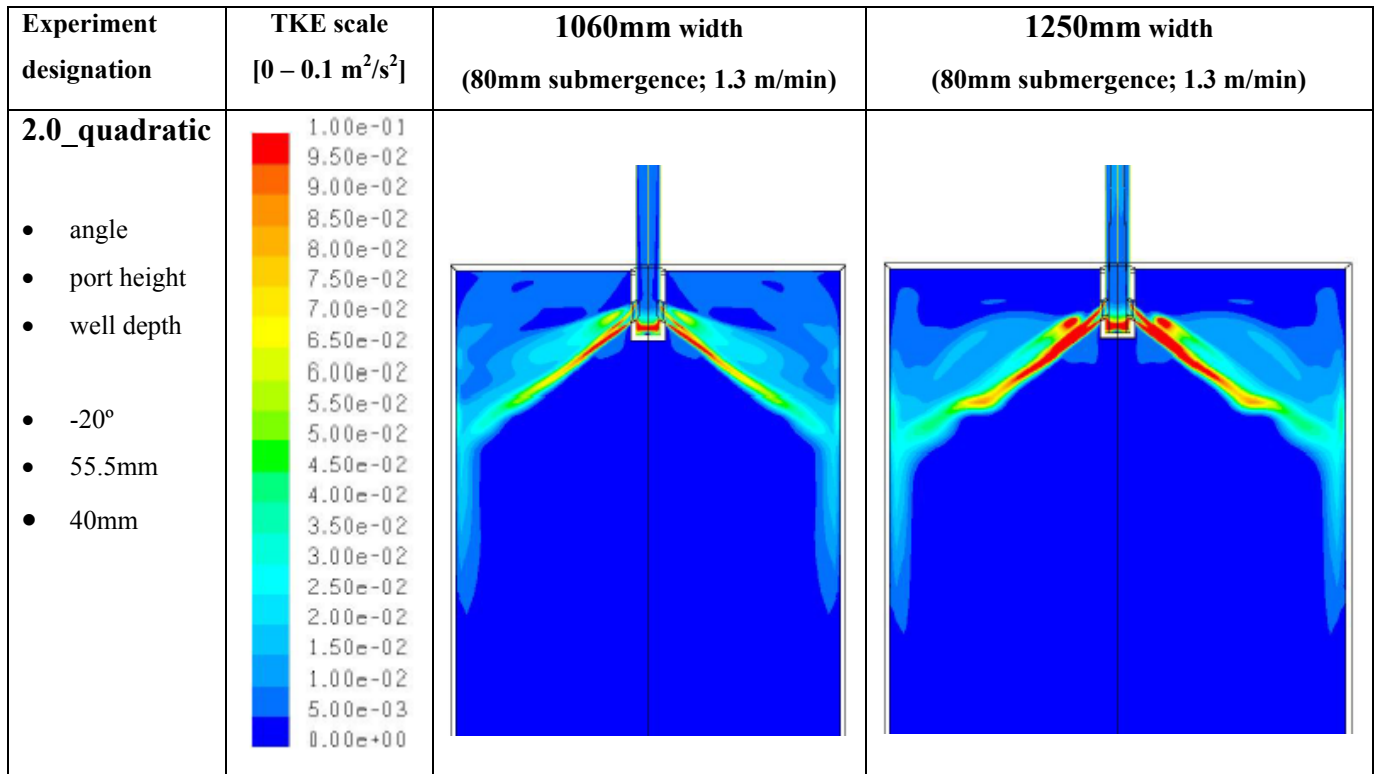 Experiment
designation
TKE scale
[0 – 0.1 m²/s²]
1060mm width
(80mm submergence; 1.3 m/min)
1250mm width
(80mm submergence; 1.3 m/min)
2.0_quadratic
• angle
• port height
• well depth
• -20º
• 55.5mm
• 40mm
1.00e-01
9.50e-02
9.00e-02
8.50e-02
8.00e-02
7.50e-02
7.00e-02
6.50e-02
6.00e-02
5.50e-02
5.00e-02
4.50e-02
4.00e-02
3.50e-02
3.00e-02
2.50e-02
2.00e-02
1.50e-02
1.00e-02
5.00e-03
0.00e+00